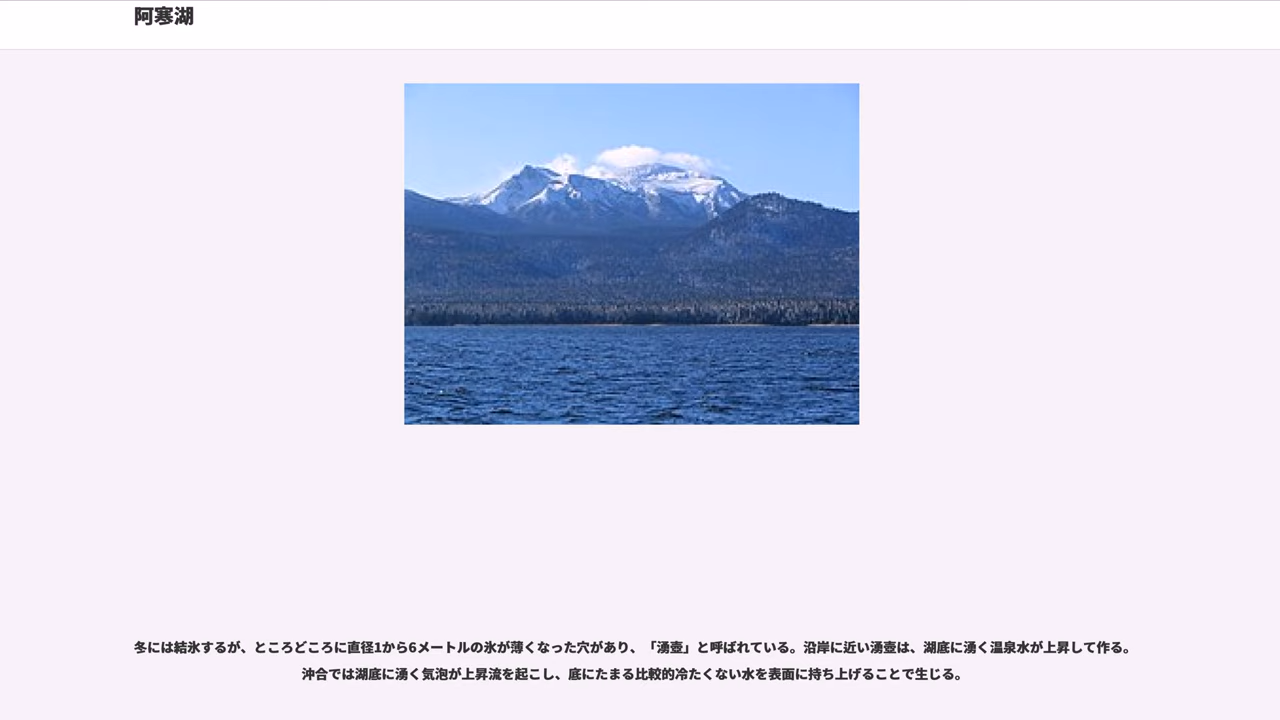 阿寒湖
冬には結氷するが、ところどころに直径1から6メートルの氷が薄くなった穴があり、「湧壺」と呼ばれている。沿岸に近い湧壺は、湖底に湧く温泉水が上昇して作る。
沖合では湖底に湧く気泡が上昇流を起こし、底にたまる比較的冷たくない水を表面に持ち上げることで生じる。